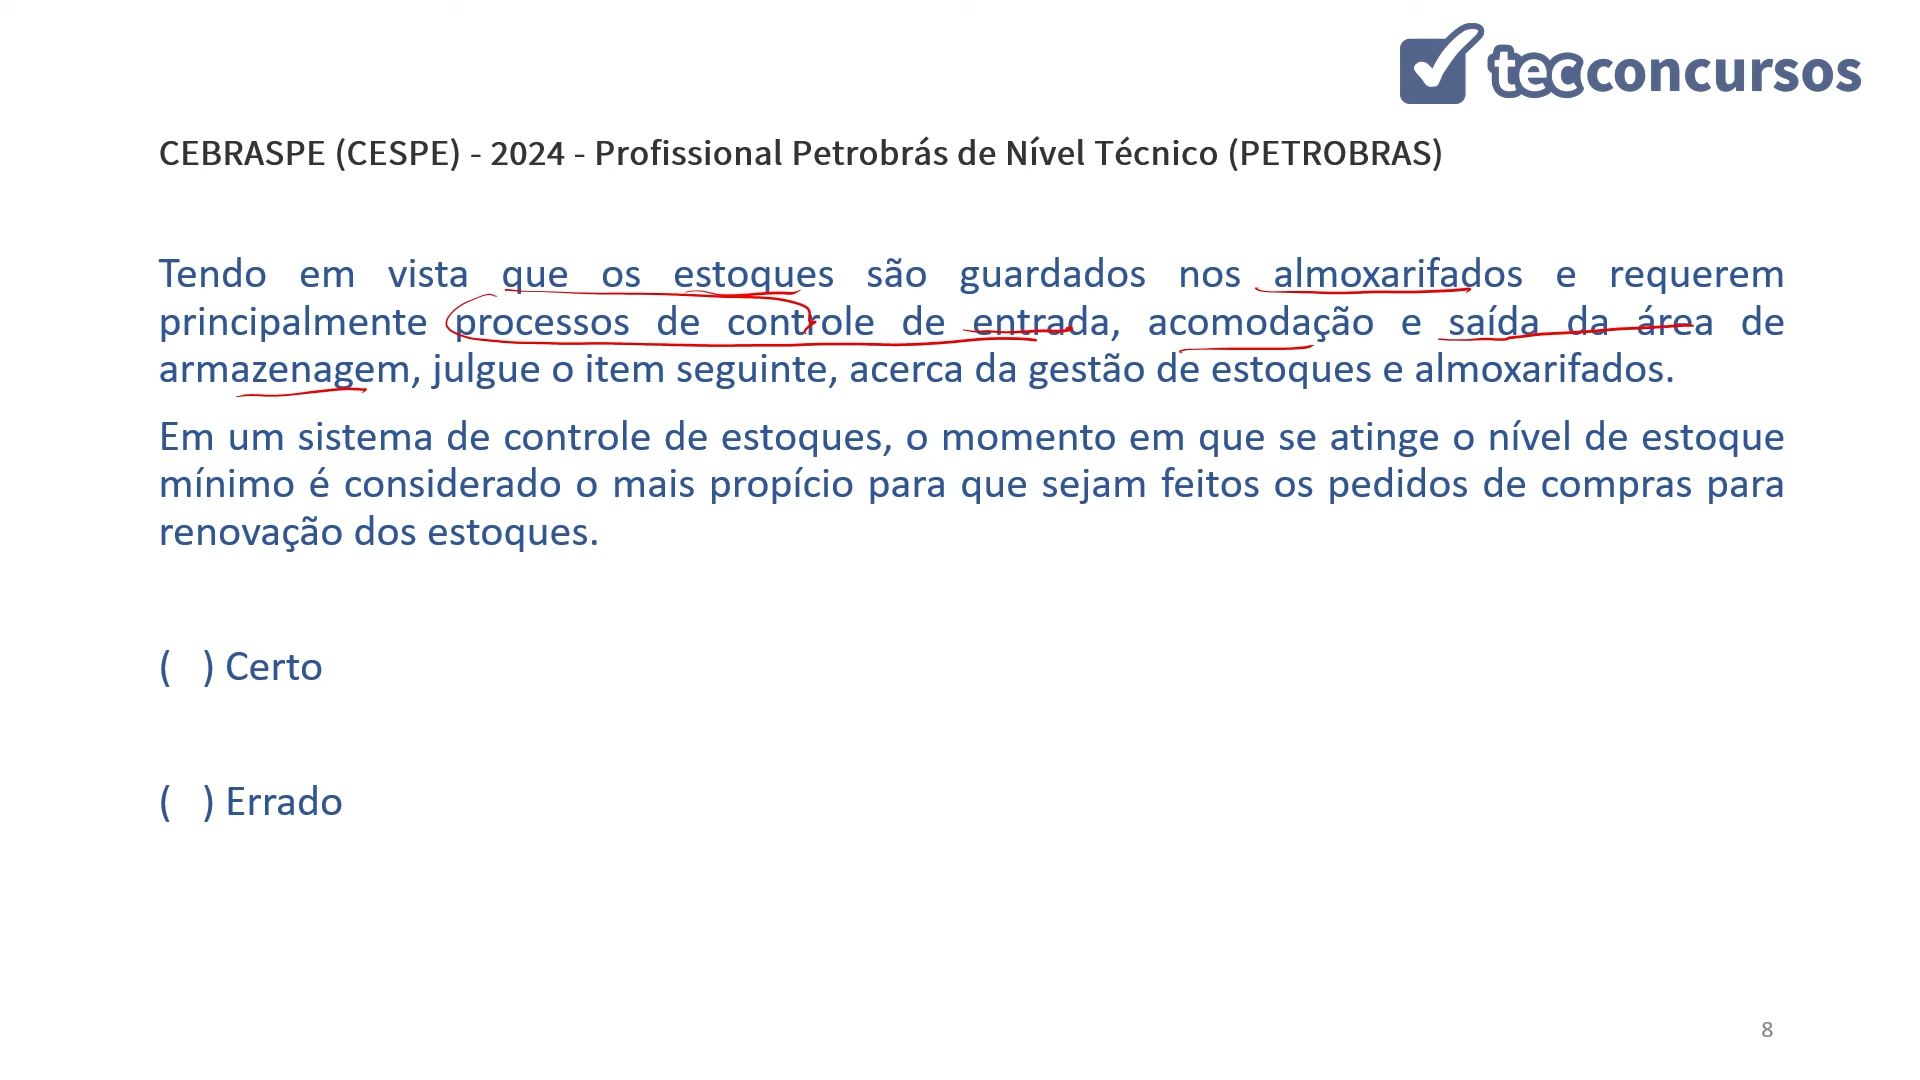 tecconcursos
CEBRASPE (CESPE) - 2024 - Profissional Petrobrás de Nível Técnico (PETROBRAS)
Tendo em vista que os estoques são guardados nos almoxarifados e requerem
principalmente processos de controle de entrada, acomodação e saída da área de
armazenagem, julgue o item seguinte, acerca da gestão de estoques e almoxarifados.
Em um sistema de controle de estoques, o momento em que se atinge o nível de estoque
mínimo é considerado o mais propício para que sejam feitos os pedidos de compras para
renovação dos estoques.
( ) Certo
( ) Errado
8